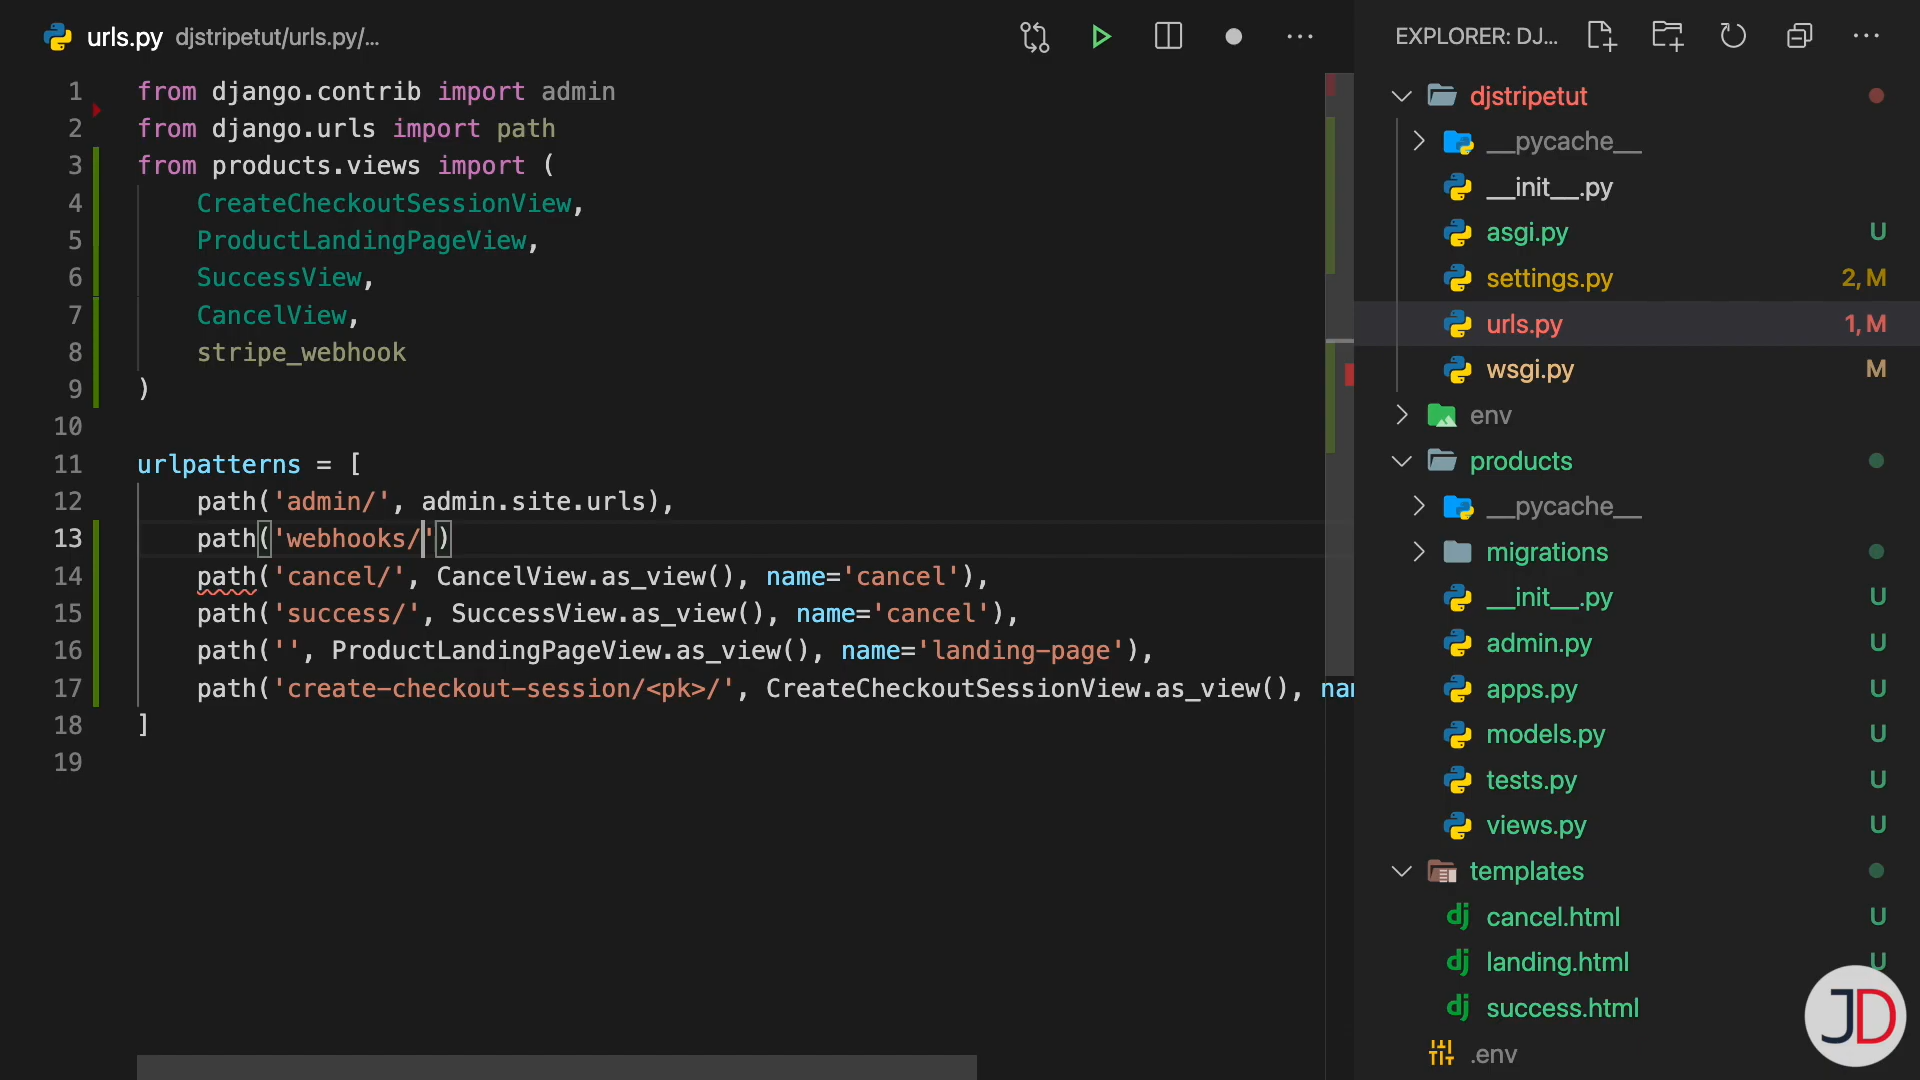 urls.py djstripetut/urls.py/...
EXPLORER: DJ...
1 from django.contrib import admin
2 from django.urls import path
3 from products.views import (
4 CreateCheckoutSessionView,
5 ProductLandingPageView,
6 SuccessView,
7 CancelView,
8 stripe_webhook
9 )
10
11 urlpatterns = [
12 path('admin/', admin.site.urls),
13 path('webhooks/')
14 path('cancel/', CancelView.as_view(), name='cancel'),
15 path('success/', SuccessView.as_view(), name='cancel'),
16 path('', ProductLandingPageView.as_view(), name='landing-page'),
17 path('create-checkout-session/<pk>/', CreateCheckoutSessionView.as_view(), nam
18 ]
19
djstripetut
__pycache__
__init__.py
asgi.py U
settings.py 2, M
urls.py 1, M
wsgi.py M
env
products
__pycache__
migrations
__init__.py U
admin.py U
apps.py U
models.py U
tests.py U
views.py U
templates
dj cancel.html U
dj landing.html U
dj success.html
.env
JD